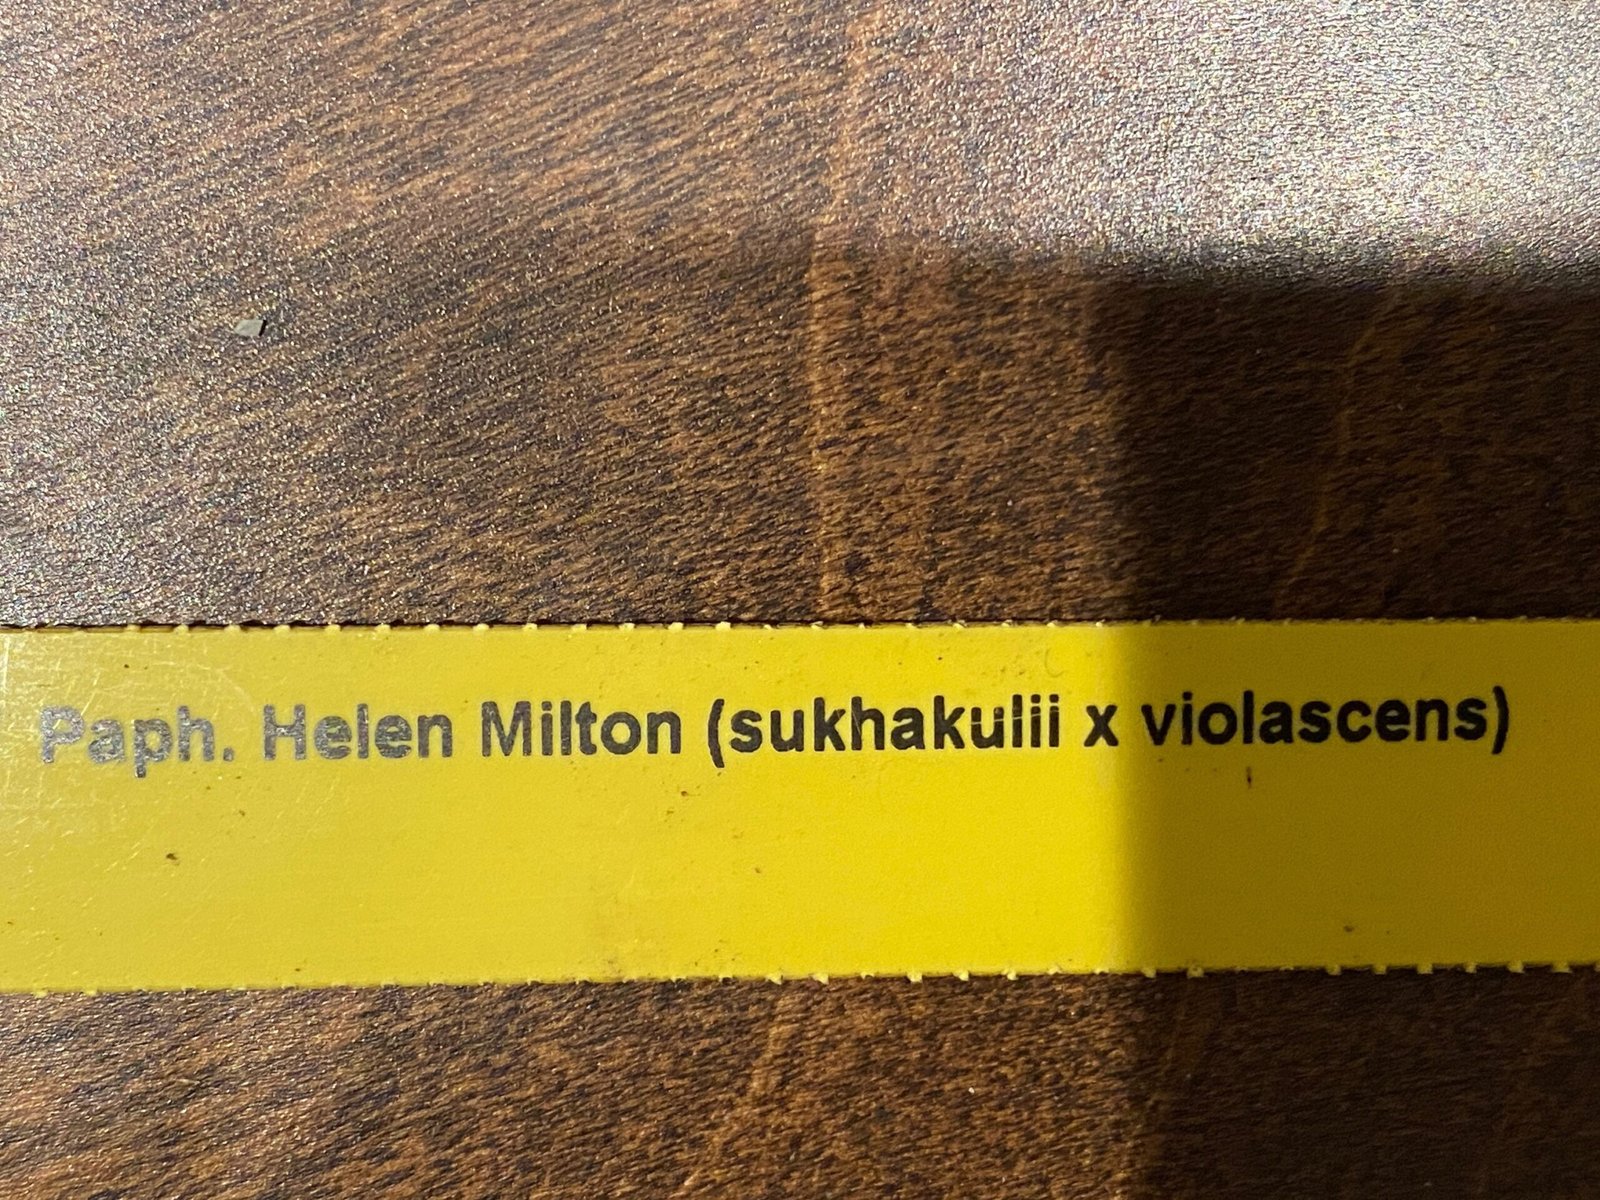 Paph. Helen Milton (sukhakulii x violascens)